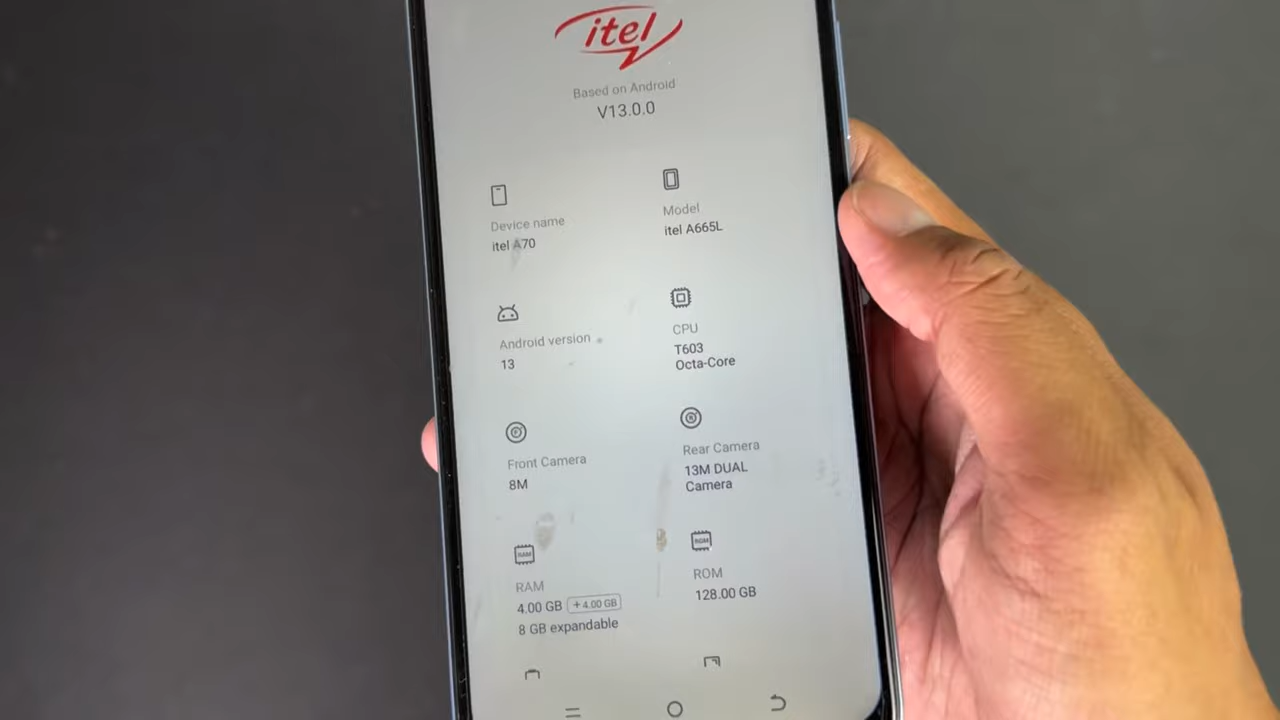 itel
Based on Android
V13.0.0
Device name
itel A70
Model
itel A665L
Android version
13
CPU
T603
Octa-Core
Front Camera
8M
Rear Camera
13M DUAL
Camera
RAM
RAM
4.00 GB +4.00 GB
8 GB expandable
ROM
ROM
128.00 GB